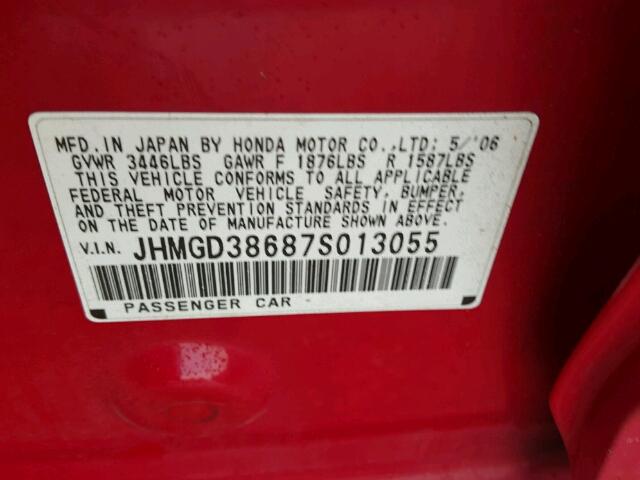 MFD.IN JAPAN BY HONDA MOTOR CO.,LTD: 5/'06
GVWR 3446LBS GAWR F 1876LBS R 1587LBS
THIS VEHICLE CONFORMS TO ALL APPLICABLE
FEDERAL MOTOR VEHICLE SAFETY, BUMPER,
AND THEFT PREVENTION STANDARDS IN EFFECT
ON THE DATE OF MANUFACTURE SHOWN ABOVE.
V.I.N. JHMGD38687S013055
PASSENGER CAR